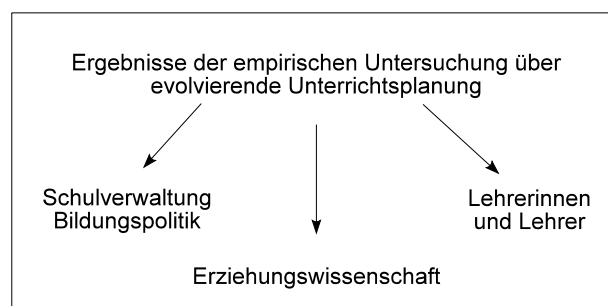 Ergebnisse der empirischen Untersuchung über
evolvierende Unterrichtsplanung
Schulverwaltung
Bildungspolitik
Lehrerinnen
und Lehrer
Erziehungswissenschaft